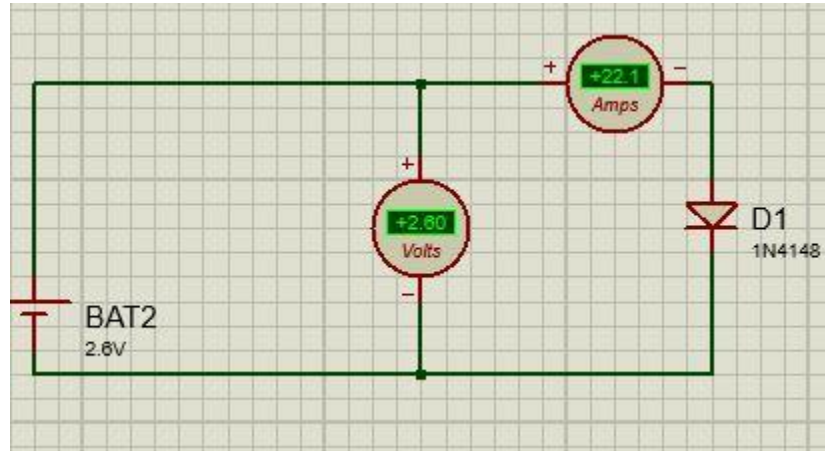 +
+22.1
Amps
−
+
+2.60
Volts
−
D1
1N4148
BAT2
2.6V